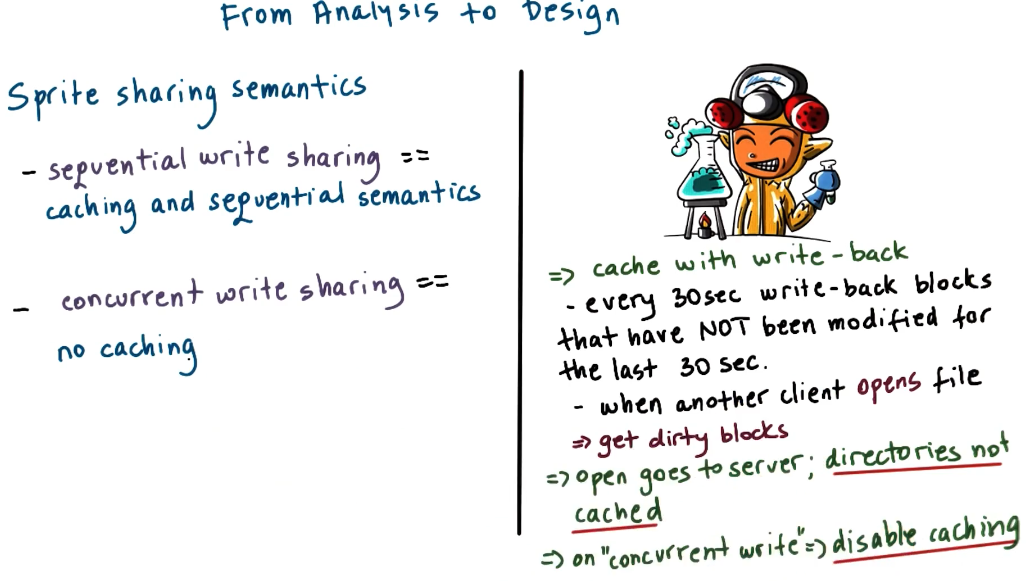 From Analysis to Design
Sprite sharing semantics
- sequential write sharing ==
caching and sequential semantics
- concurrent write sharing ==
no caching
=> cache with write-back
- every 30sec write-back blocks
that have NOT been modified for
the last 30 sec.
- when another client opens file
=> get dirty blocks
=> open goes to server; directories not
cached
=> on "concurrent write" => disable caching